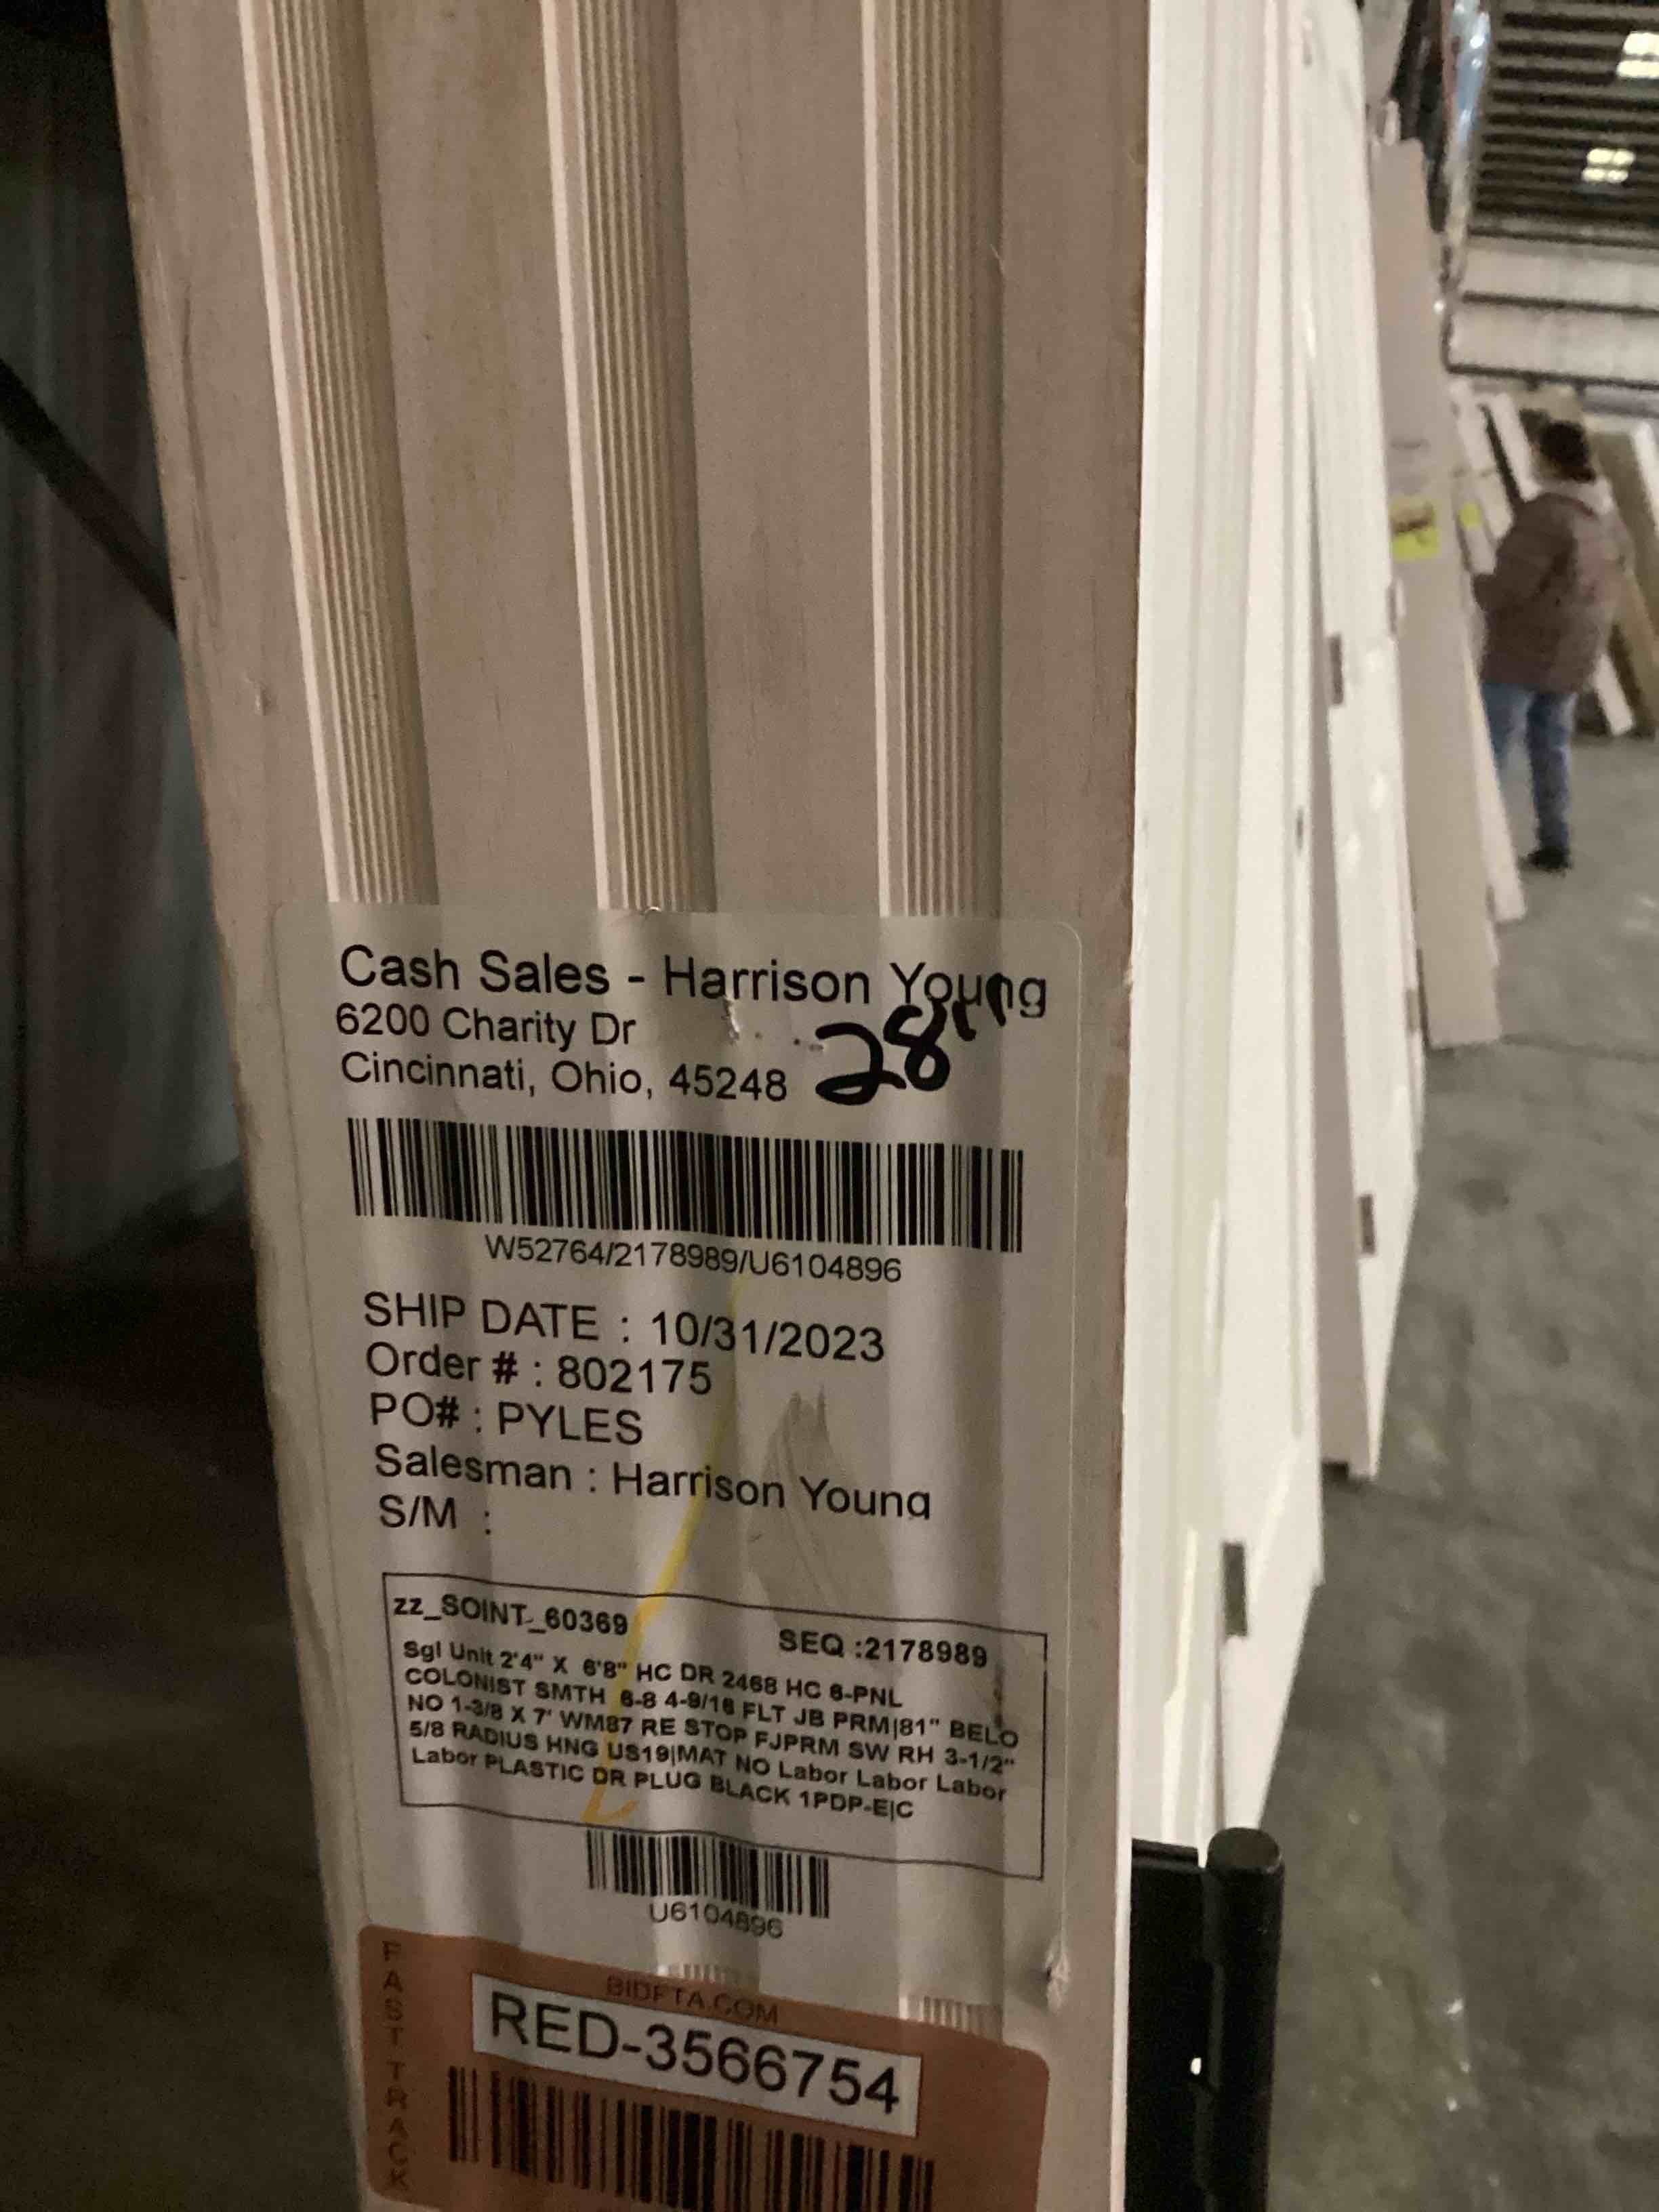 Cash Sales - Harrison Young
6200 Charity Dr
28"
Cincinnati, Ohio, 45248
W52764/2178989/U6104896
SHIP DATE : 10/31/2023
Order # : 802175
PO# : PYLES
Salesman : Harrison Young
S/M :
zz_SOINT_60369
SEQ :2178989
Sgl Unit 2'4" X 6'8" HC DR 2468 HC 6-PNL
COLONIST SMTH 6-8 4-9/16 FLT JB PRM|81" BELO
NO 1-3/8 X 7' WM87 RE STOP FJPRM SW RH 3-1/2"
5/8 RADIUS HNG US19|MAT NO Labor Labor Labor
Labor PLASTIC DR PLUG BLACK 1PDP-E|C
U6104896
FAST TRACK
BIDFTA.COM
RED-3566754